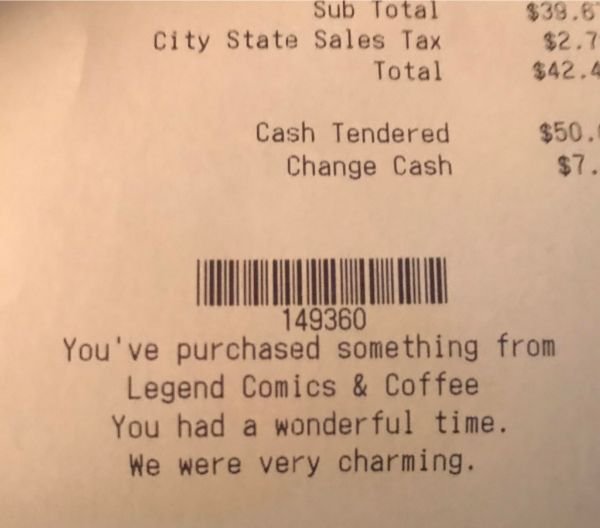 Sub Total $39.6
City State Sales Tax $2.7
Total $42.4
Cash Tendered $50.
Change Cash $7.
149360
You've purchased something from
Legend Comics & Coffee
You had a wonderful time.
We were very charming.